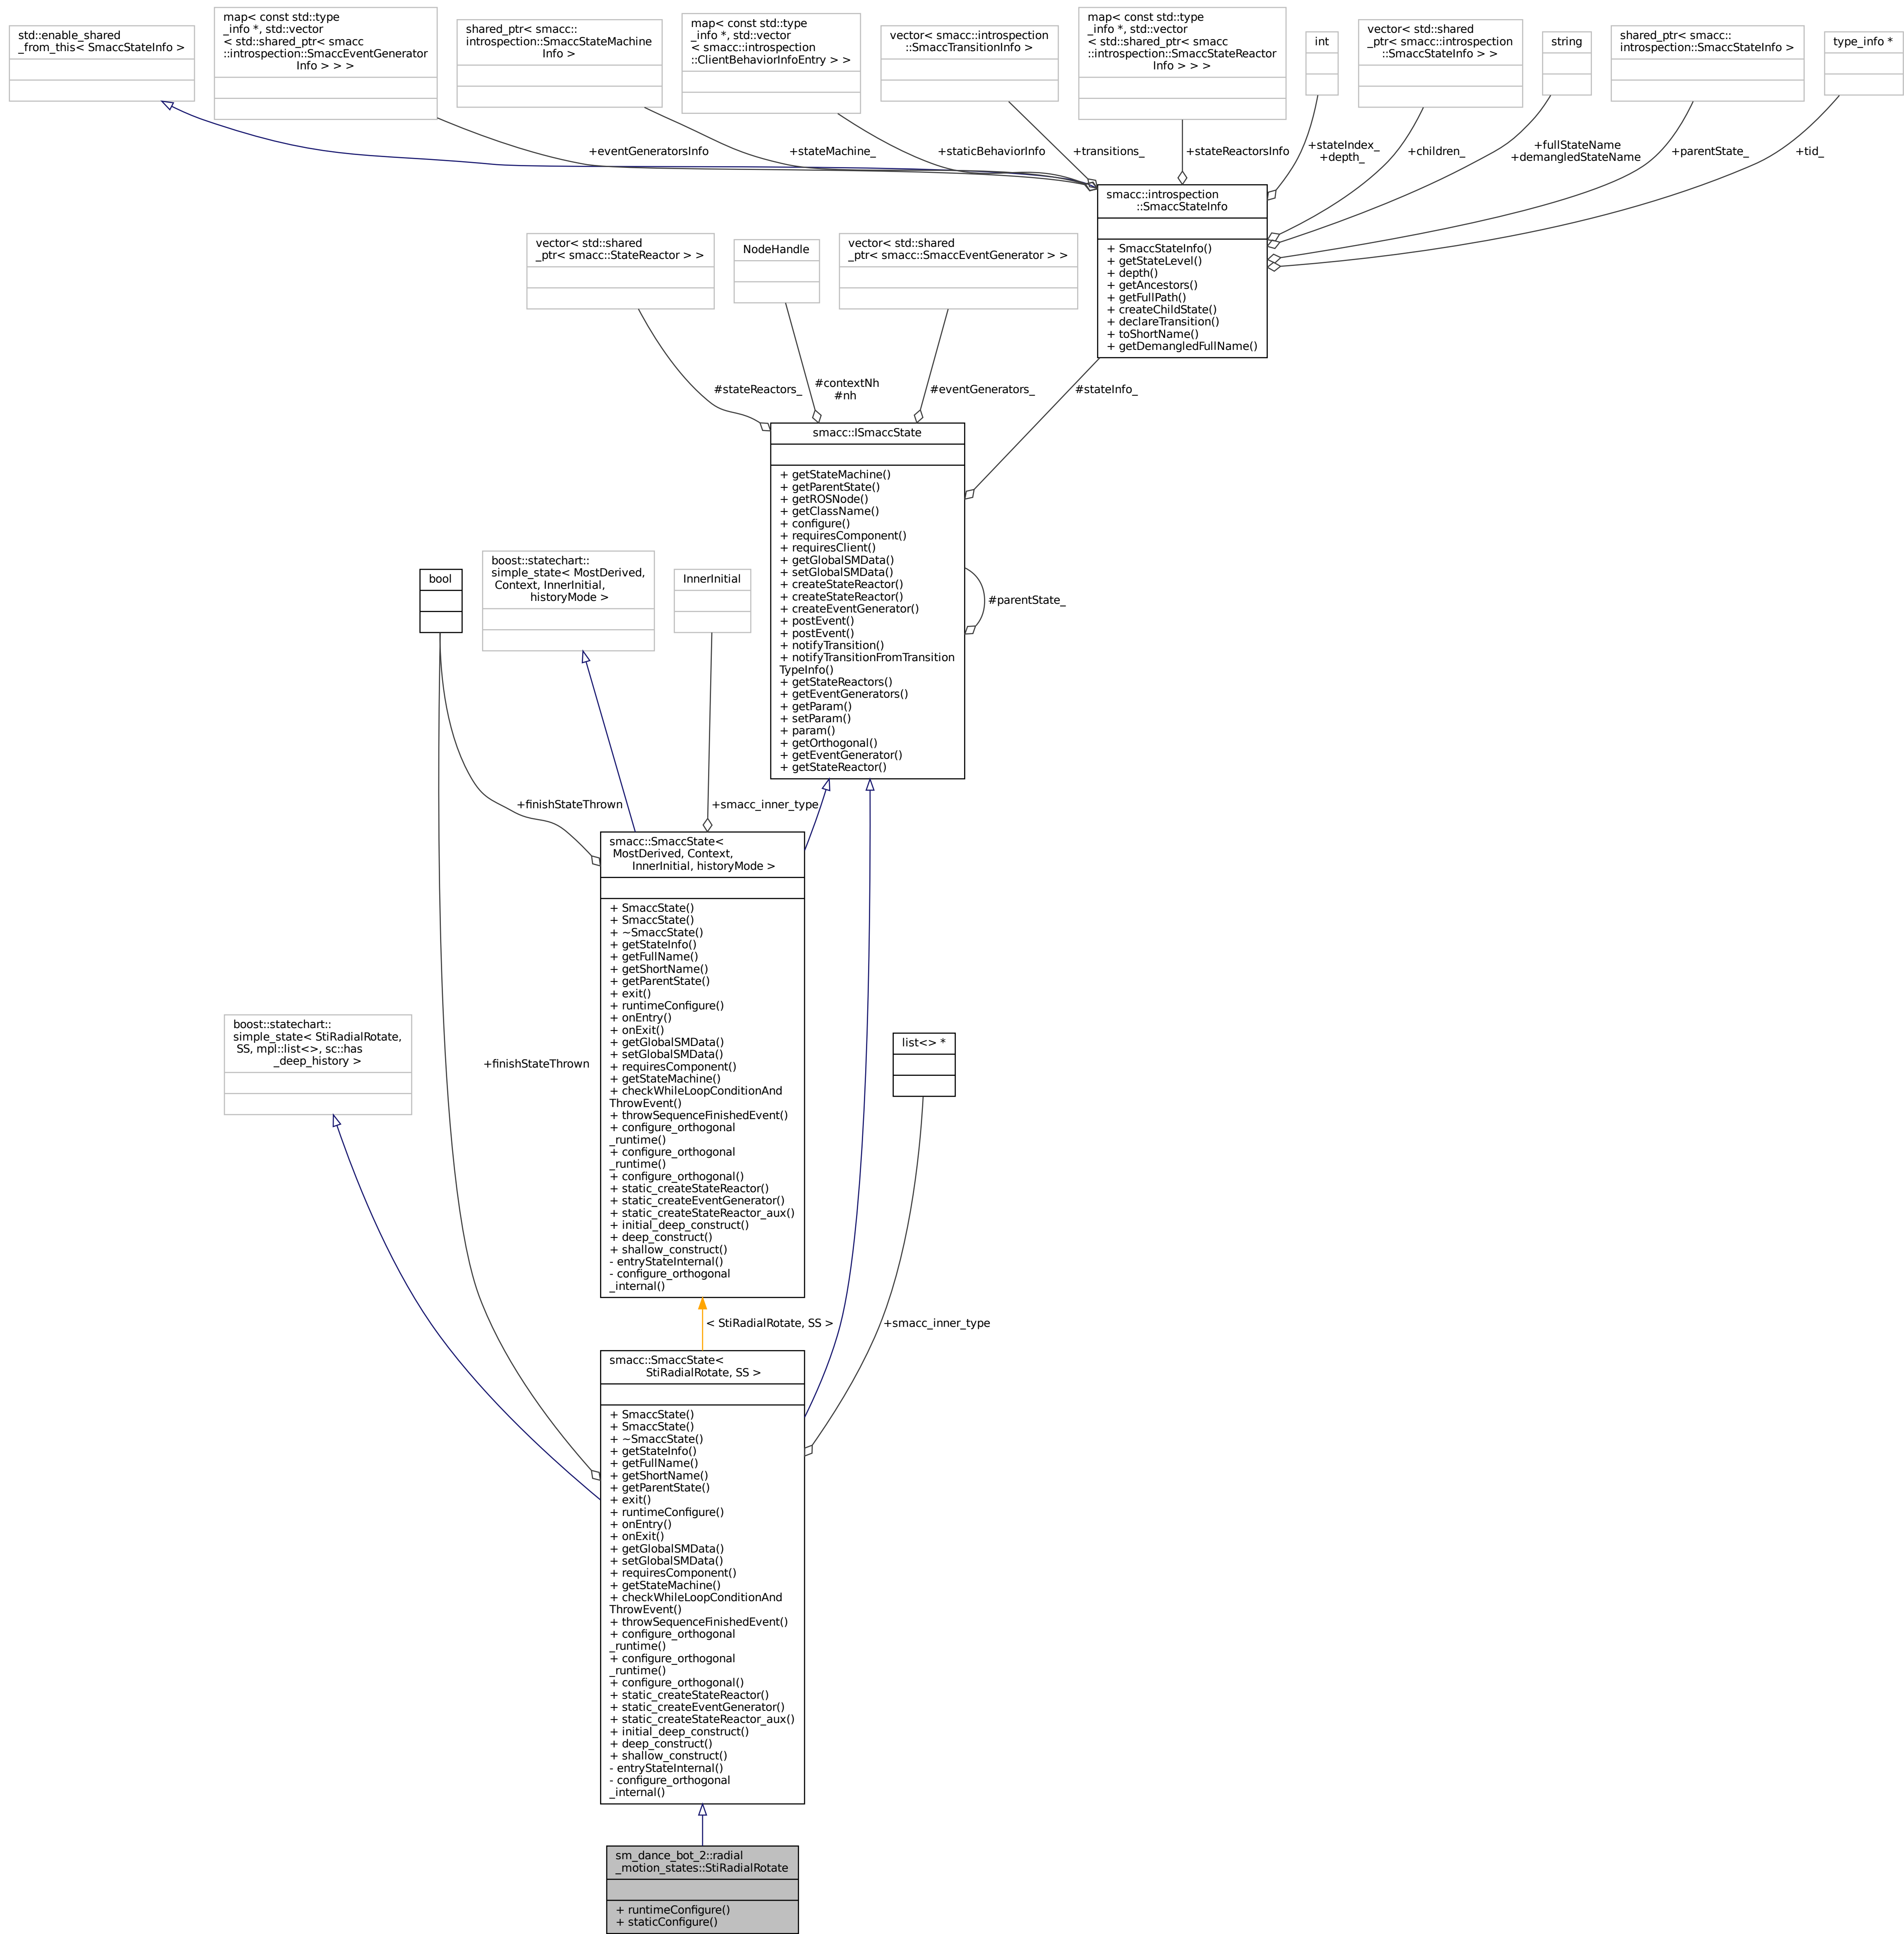 std::enable_shared
_from_this< SmaccStateInfo >
map< const std::type
_info *, std::vector
< std::shared_ptr< smacc
::introspection::SmaccEventGenerator
Info > > >
shared_ptr< smacc::
introspection::SmaccStateMachine
Info >
map< const std::type
_info *, std::vector
< smacc::introspection
::ClientBehaviorInfoEntry > >
vector< smacc::introspection
::SmaccTransitionInfo >
map< const std::type
_info *, std::vector
< std::shared_ptr< smacc
::introspection::SmaccStateReactor
Info > > >
int
vector< std::shared
_ptr< smacc::introspection
::SmaccStateInfo > >
string
shared_ptr< smacc::
introspection::SmaccStateInfo >
type_info *
+eventGeneratorsInfo
+stateMachine_
+staticBehaviorInfo
+transitions_
+stateReactorsInfo
+stateIndex_
+depth_
+children_
+fullStateName
+demangledStateName
+parentState_
+tid_
smacc::introspection
::SmaccStateInfo
+ SmaccStateInfo()
+ getStateLevel()
+ depth()
+ getAncestors()
+ getFullPath()
+ createChildState()
+ declareTransition()
+ toShortName()
+ getDemangledFullName()
vector< std::shared
_ptr< smacc::StateReactor > >
NodeHandle
vector< std::shared
_ptr< smacc::SmaccEventGenerator > >
#stateReactors_
#contextNh
#nh
#eventGenerators_
#stateInfo_
smacc::ISmaccState
+ getStateMachine()
+ getParentState()
+ getROSNode()
+ getClassName()
+ configure()
+ requiresComponent()
+ requiresClient()
+ getGlobalSMData()
+ setGlobalSMData()
+ createStateReactor()
+ createStateReactor()
+ createEventGenerator()
+ postEvent()
+ postEvent()
+ notifyTransition()
+ notifyTransitionFromTransition
TypeInfo()
+ getStateReactors()
+ getEventGenerators()
+ getParam()
+ setParam()
+ param()
+ getOrthogonal()
+ getEventGenerator()
+ getStateReactor()
#parentState_
bool
boost::statechart::
simple_state< MostDerived,
Context, InnerInitial,
historyMode >
InnerInitial
+finishStateThrown
+smacc_inner_type
smacc::SmaccState<
MostDerived, Context,
InnerInitial, historyMode >
+ SmaccState()
+ SmaccState()
+ ~SmaccState()
+ getStateInfo()
+ getFullName()
+ getShortName()
+ getParentState()
+ exit()
+ runtimeConfigure()
+ onEntry()
+ onExit()
+ getGlobalSMData()
+ setGlobalSMData()
+ requiresComponent()
+ getStateMachine()
+ checkWhileLoopConditionAnd
ThrowEvent()
+ throwSequenceFinishedEvent()
+ configure_orthogonal
_runtime()
+ configure_orthogonal
_runtime()
+ configure_orthogonal()
+ static_createStateReactor()
+ static_createEventGenerator()
+ static_createStateReactor_aux()
+ initial_deep_construct()
+ deep_construct()
+ shallow_construct()
- entryStateInternal()
- configure_orthogonal
_internal()
boost::statechart::
simple_state< StiRadialRotate,
SS, mpl::list<>, sc::has
_deep_history >
+finishStateThrown
list<> *
< StiRadialRotate, SS >
+smacc_inner_type
smacc::SmaccState<
StiRadialRotate, SS >
+ SmaccState()
+ SmaccState()
+ ~SmaccState()
+ getStateInfo()
+ getFullName()
+ getShortName()
+ getParentState()
+ exit()
+ runtimeConfigure()
+ onEntry()
+ onExit()
+ getGlobalSMData()
+ setGlobalSMData()
+ requiresComponent()
+ getStateMachine()
+ checkWhileLoopConditionAnd
ThrowEvent()
+ throwSequenceFinishedEvent()
+ configure_orthogonal
_runtime()
+ configure_orthogonal
_runtime()
+ configure_orthogonal()
+ static_createStateReactor()
+ static_createEventGenerator()
+ static_createStateReactor_aux()
+ initial_deep_construct()
+ deep_construct()
+ shallow_construct()
- entryStateInternal()
- configure_orthogonal
_internal()
sm_dance_bot_2::radial
_motion_states::StiRadialRotate
+ runtimeConfigure()
+ staticConfigure()